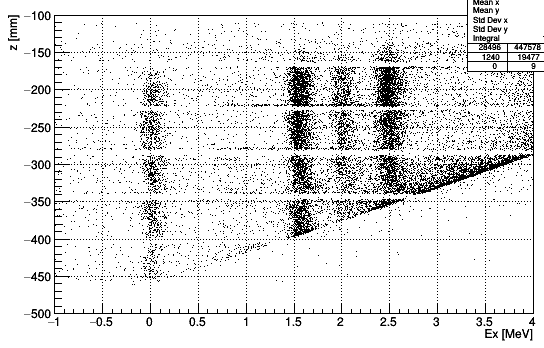 Mean x
Mean y
Std Dev x
Std Dev y
Integral
28496 447578
1240 19477
0 9
z [mm]
−100
−150
−200
−250
−300
−350
−400
−450
−500
−1 −0.5 0 0.5 1 1.5 2 2.5 3 3.5 4
Ex [MeV]